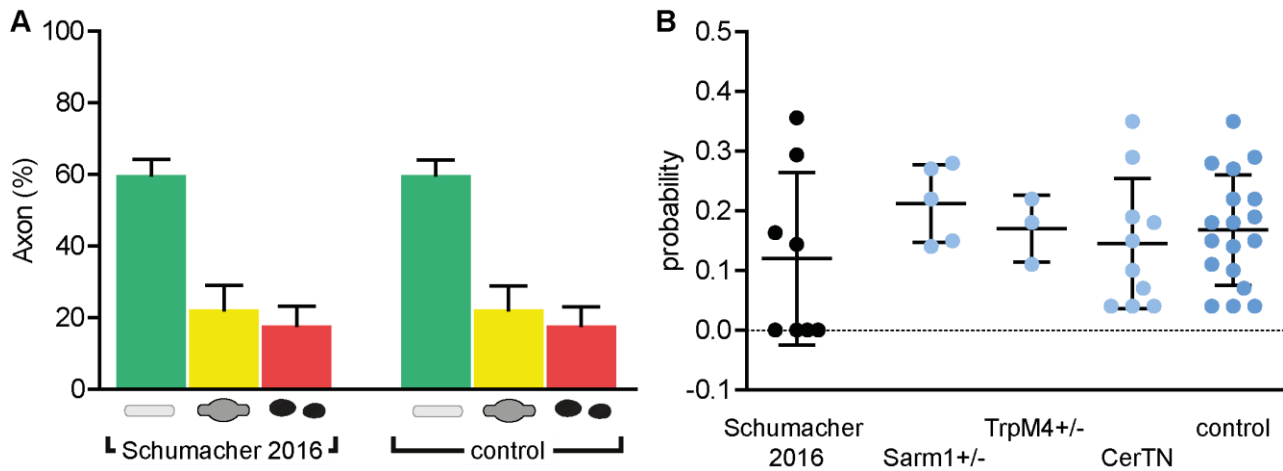 A
100
80
60
40
20
0
Axon (%)
Schumacher 2016
control
B
0.5
0.4
0.3
0.2
0.1
0.0
-0.1
probability
Schumacher
2016
Sarm1+/-
TrpM4+/-
CerTN
control